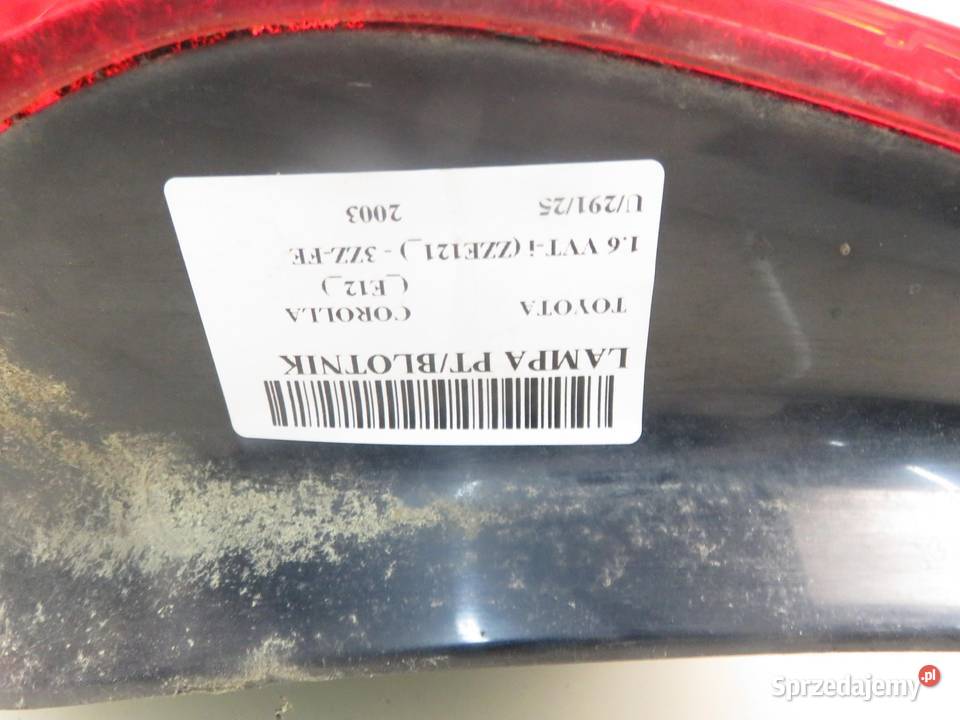 LAMPA PT/BLOTNIK
TOYOTA COROLLA
(_E12_)
1.6 VVT-i (ZZE121_) - 3ZZ-FE
U/291/25 2003
Sprzedajemy.pl